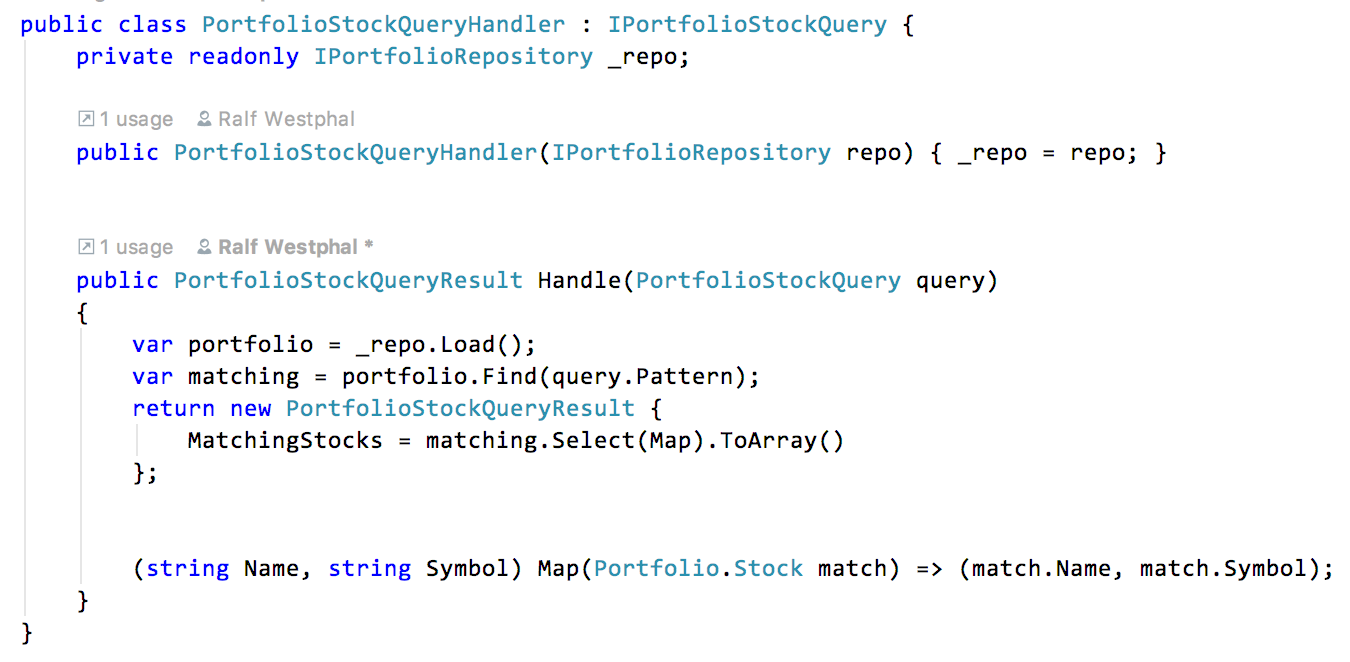 public class PortfolioStockQueryHandler : IPortfolioStockQuery {
private readonly IPortfolioRepository _repo;
1 usage Ralf Westphal
public PortfolioStockQueryHandler(IPortfolioRepository repo) { _repo = repo; }
1 usage Ralf Westphal *
public PortfolioStockQueryResult Handle(PortfolioStockQuery query)
{
var portfolio = _repo.Load();
var matching = portfolio.Find(query.Pattern);
return new PortfolioStockQueryResult {
MatchingStocks = matching.Select(Map).ToArray()
};
(string Name, string Symbol) Map(Portfolio.Stock match) => (match.Name, match.Symbol);
}
}